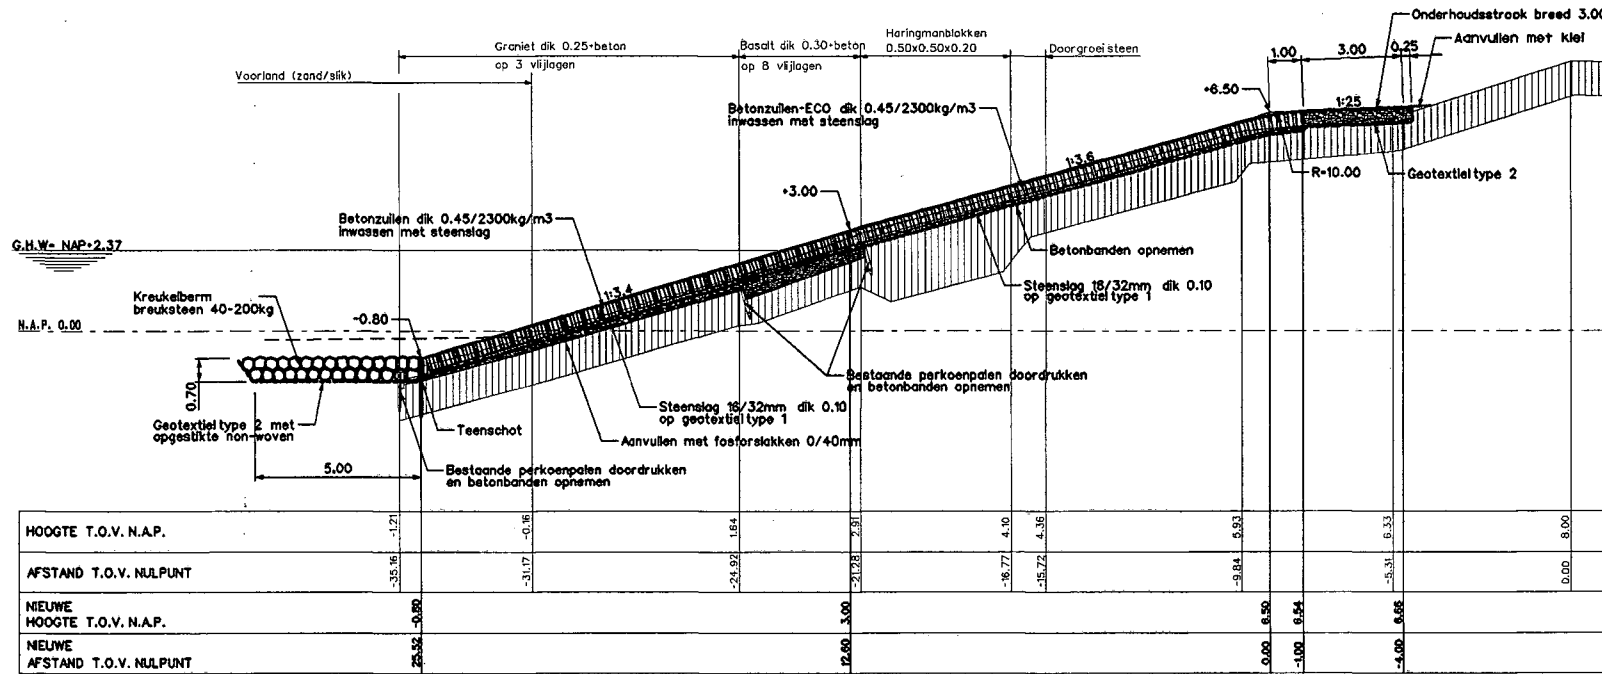 Onderhoudsstrook breed 3.00
Aanvullen met klei
Graniet dik 0.25+beton
op 3 vlijlagen
Basalt dik 0.30+beton
op 8 vlijlagen
Haringmanblokken
0.50x0.50x0.20
Doorgroeisteen
1.00
3.00
0.25
Voorland (zand/slik)
Betonzuilen-ECO dik 0.45/2300kg/m3
inwassen met steenslag
+6.50
1:25
1:3.6
R=10.00
Geotextiel type 2
+3.00
Betonzuilen dik 0.45/2300kg/m3
inwassen met steenslag
G.H.W= NAP+2.37
Betonbanden opnemen
Steenslag 16/32mm dik 0.10
op geotextiel type 1
Kreukelberm
breuksteen 40-200kg
1:3.4
N.A.P. 0.00
-0.80
0.70
Bestaande perkoenpalen doordrukken
en betonbanden opnemen
Steenslag 16/32mm dik 0.10
op geotextiel type 1
Geotextiel type 2 met
opgestikte non-woven
Teenschot
Aanvullen met fosforslakken 0/40mm
5.00
Bestaande perkoenpalen doordrukken
en betonbanden opnemen
HOOGTE T.O.V. N.A.P. -1.21 -0.16 1.64 2.91 4.10 4.36 5.93 6.33 8.00
AFSTAND T.O.V. NULPUNT -35.16 -31.17 -24.92 -21.28 -16.77 -15.72 -9.84 -5.31 0.00
NIEUWE
HOOGTE T.O.V. N.A.P. -0.80 3.00 6.50 6.54 6.66
NIEUWE
AFSTAND T.O.V. NULPUNT 25.52 12.60 0.00 -1.00 -4.00